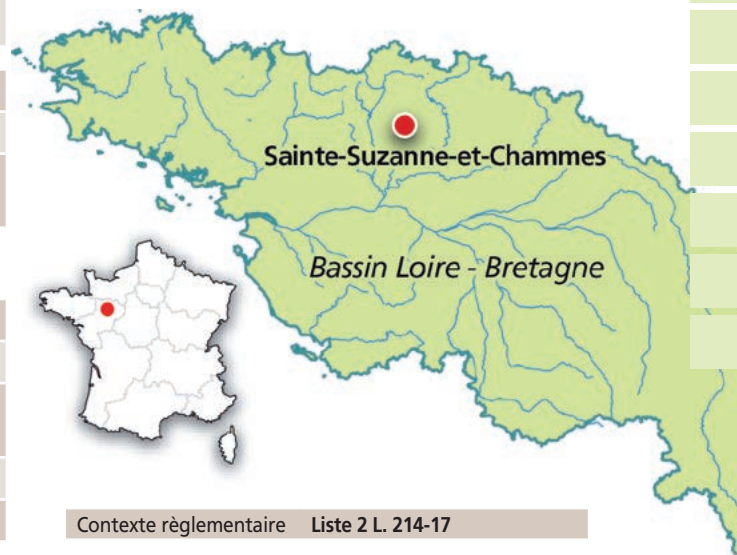 Sainte-Suzanne-et-Chammes
Bassin Loire - Bretagne
Contexte règlementaire Liste 2 L. 214-17